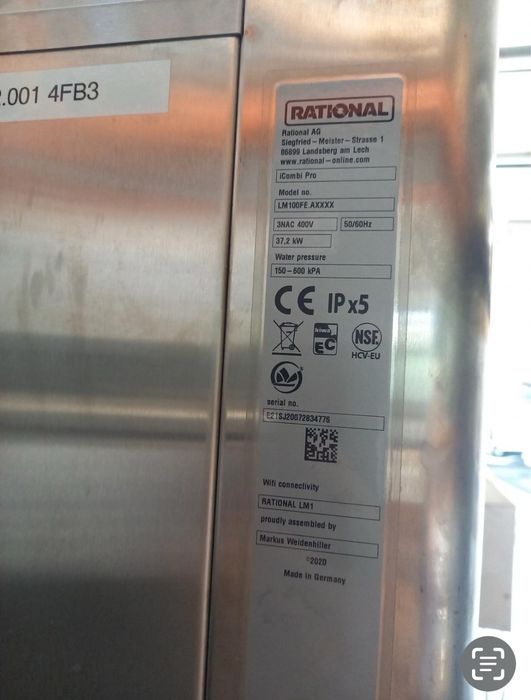 .001 4FB3
RATIONAL
Rational AG
Siegfried – Meister – Strasse 1
86899 Landsberg am Lech
www.rational – online.com
iCombi Pro
Model no.
LM100FE.AXXXX
3NAC 400V 50/60Hz
37,2 kW
Water pressure
150 – 600 kPA
CE IPx5
kiwa
EC
NSF
HCV-EU
serial no.
E21SJ20072834776
Wifi connectivity
RATIONAL LM1
proudly assembled by
Markus Weidenhiller
©2020
Made in Germany